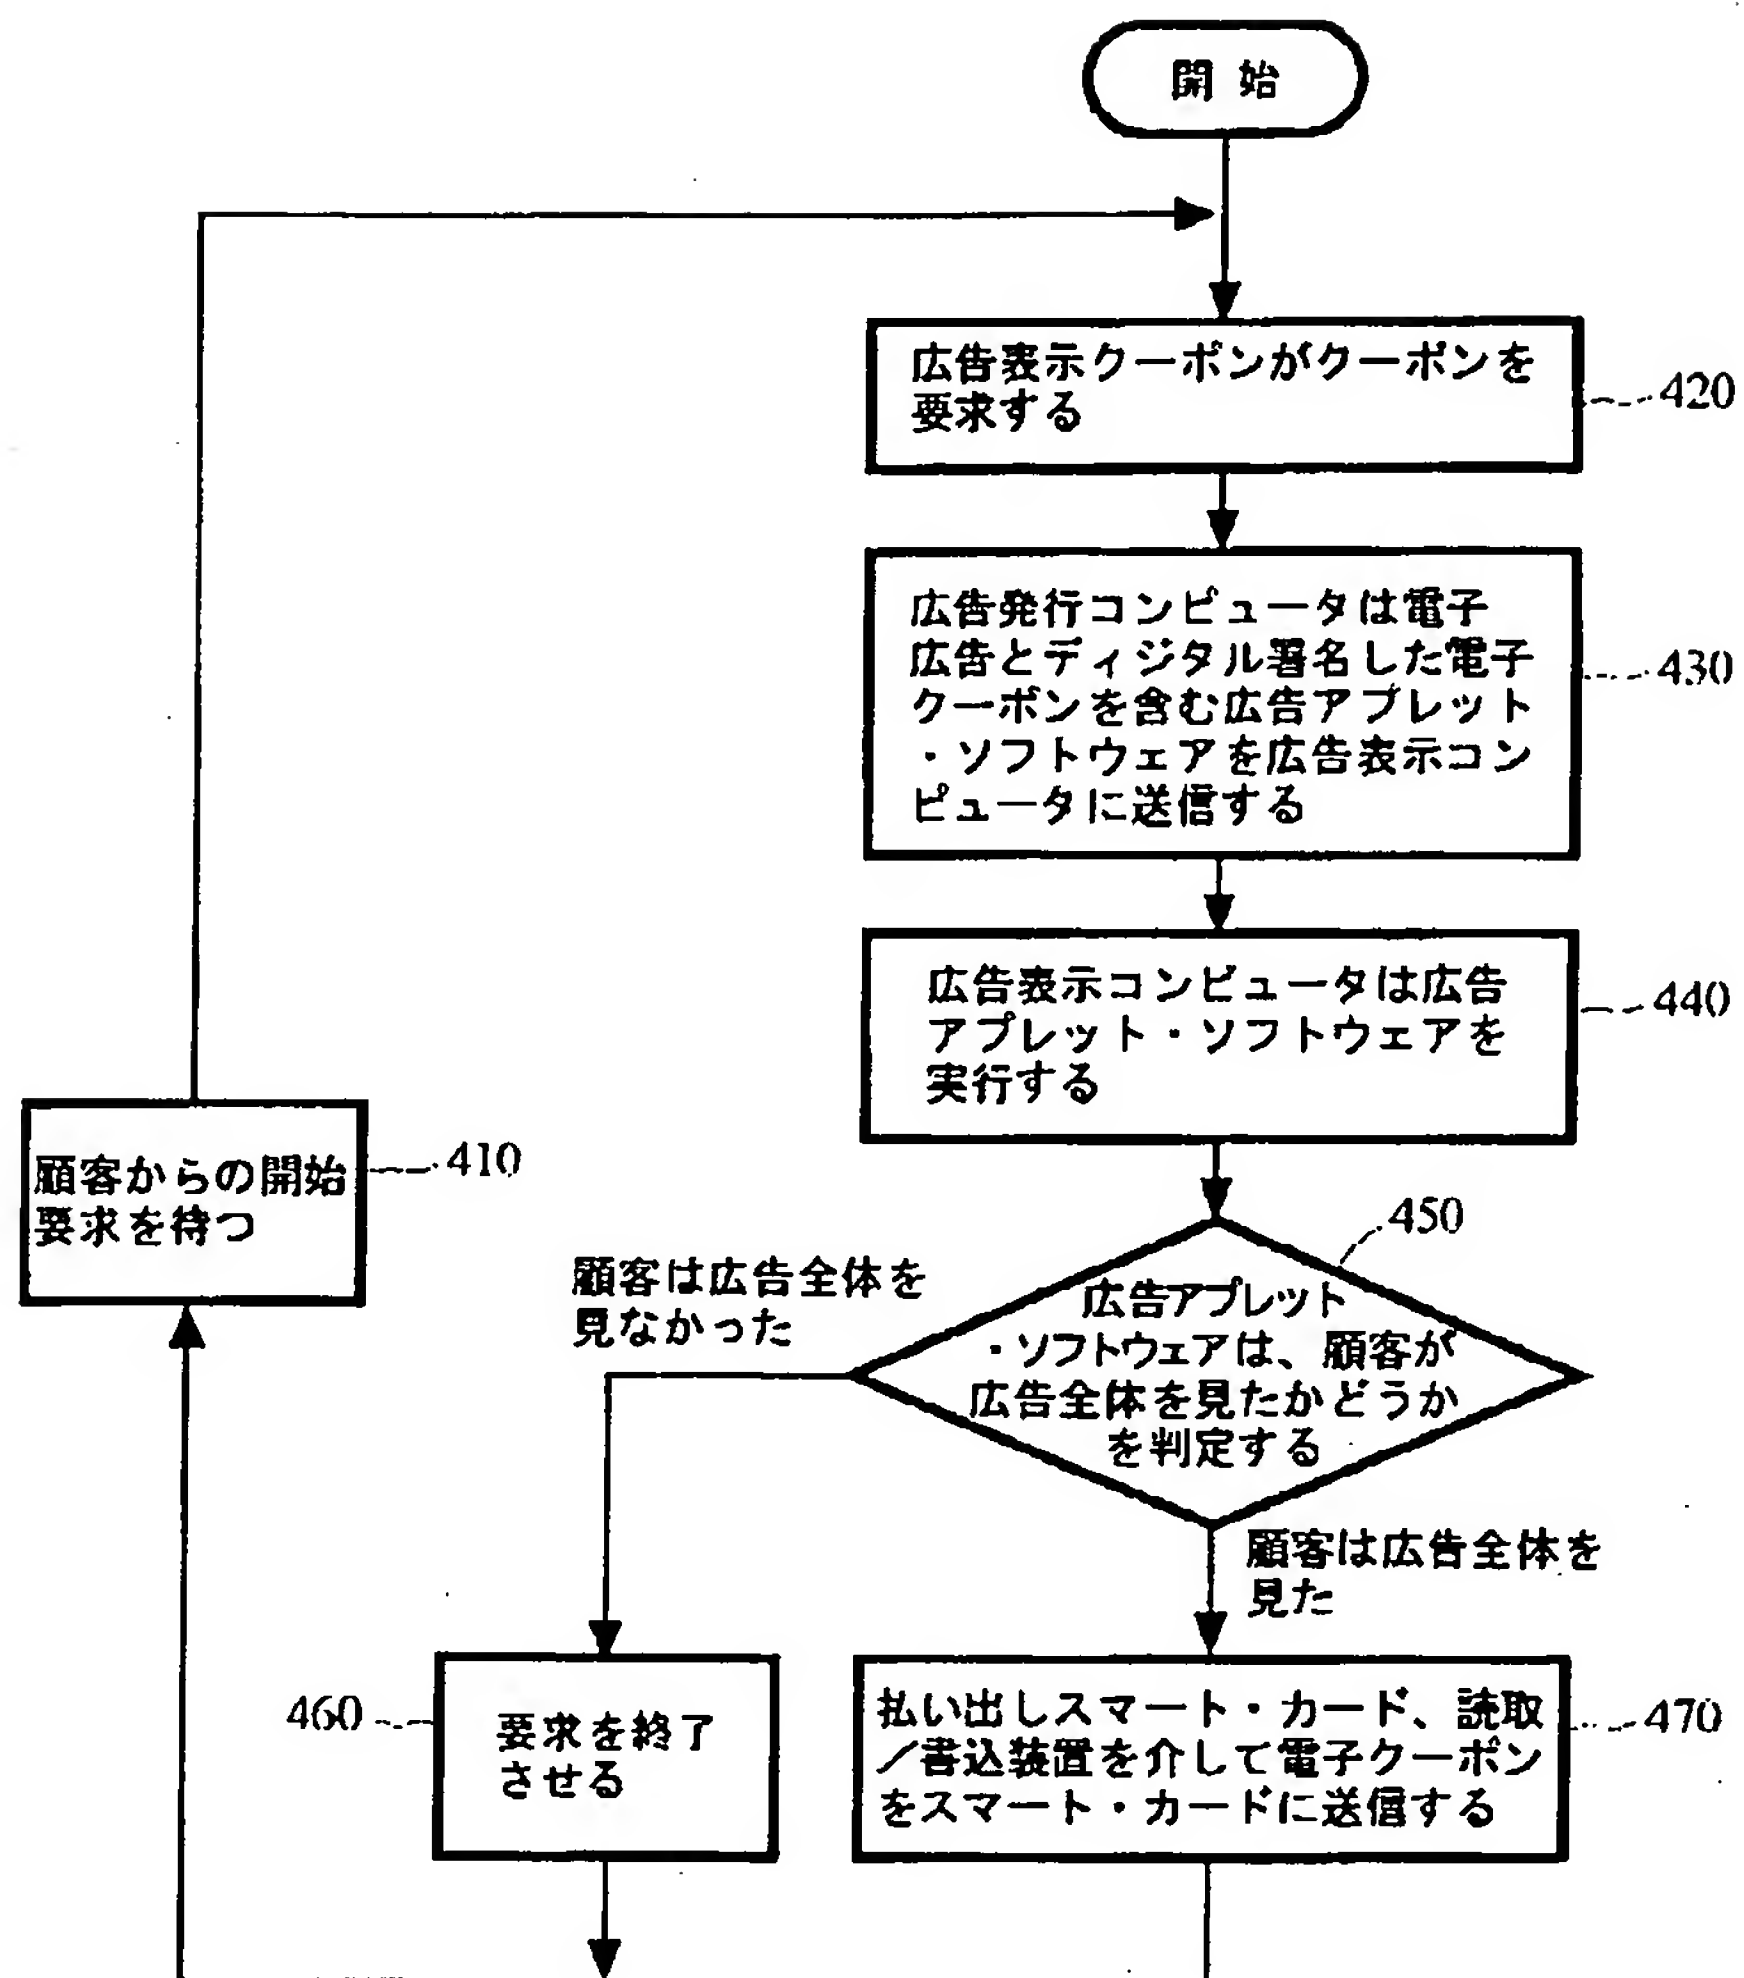 開始
広告表示クーポンがクーポンを
要求する
420
広告発行コンピュータは電子
広告とディジタル署名した電子
クーポンを含む広告アプレット
・ソフトウェアを広告表示コン
ピュータに送信する
430
広告表示コンピュータは広告
アプレット・ソフトウェアを
実行する
440
顧客からの開始
要求を待つ
410
450
広告アプレット
・ソフトウェアは、顧客が
広告全体を見たかどうか
を判定する
顧客は広告全体を
見なかった
顧客は広告全体を
見た
460
要求を終了
させる
払い出しスマート・カード、読取
／書込装置を介して電子クーポン
をスマート・カードに送信する
470